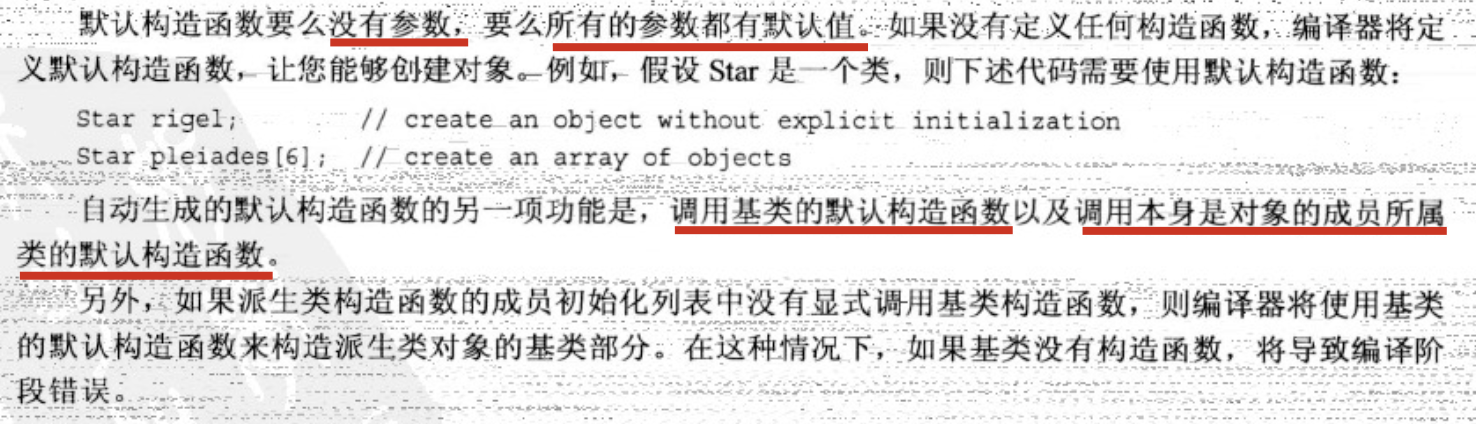 默认构造函数要么没有参数，要么所有的参数都有默认值。如果没有定义任何构造函数，编译器将定
义默认构造函数，让您能够创建对象。例如，假设 Star 是一个类，则下述代码需要使用默认构造函数：
Star rigel; // create an object without explicit initialization
Star pleiades[6]; // create an array of objects
自动生成的默认构造函数的另一项功能是，调用基类的默认构造函数以及调用本身是对象的成员所属
类的默认构造函数。
另外，如果派生类构造函数的成员初始化列表中没有显式调用基类构造函数，则编译器将使用基类
的默认构造函数来构造派生类对象的基类部分。在这种情况下，如果基类没有构造函数，将导致编译阶
段错误。